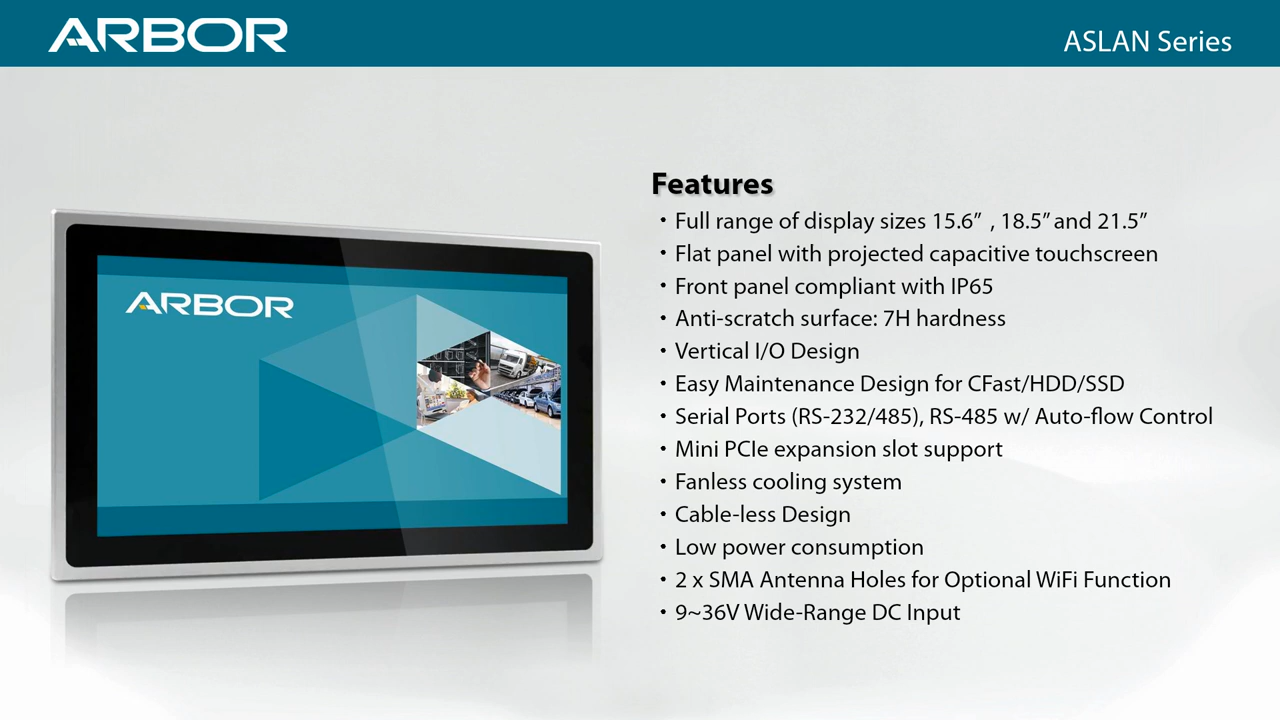 ARBOR
ASLAN Series
ARBOR
Features
• Full range of display sizes 15.6” , 18.5” and 21.5”
• Flat panel with projected capacitive touchscreen
• Front panel compliant with IP65
• Anti-scratch surface: 7H hardness
• Vertical I/O Design
• Easy Maintenance Design for CFast/HDD/SSD
• Serial Ports (RS-232/485), RS-485 w/ Auto-flow Control
• Mini PCIe expansion slot support
• Fanless cooling system
• Cable-less Design
• Low power consumption
• 2 x SMA Antenna Holes for Optional WiFi Function
• 9~36V Wide-Range DC Input